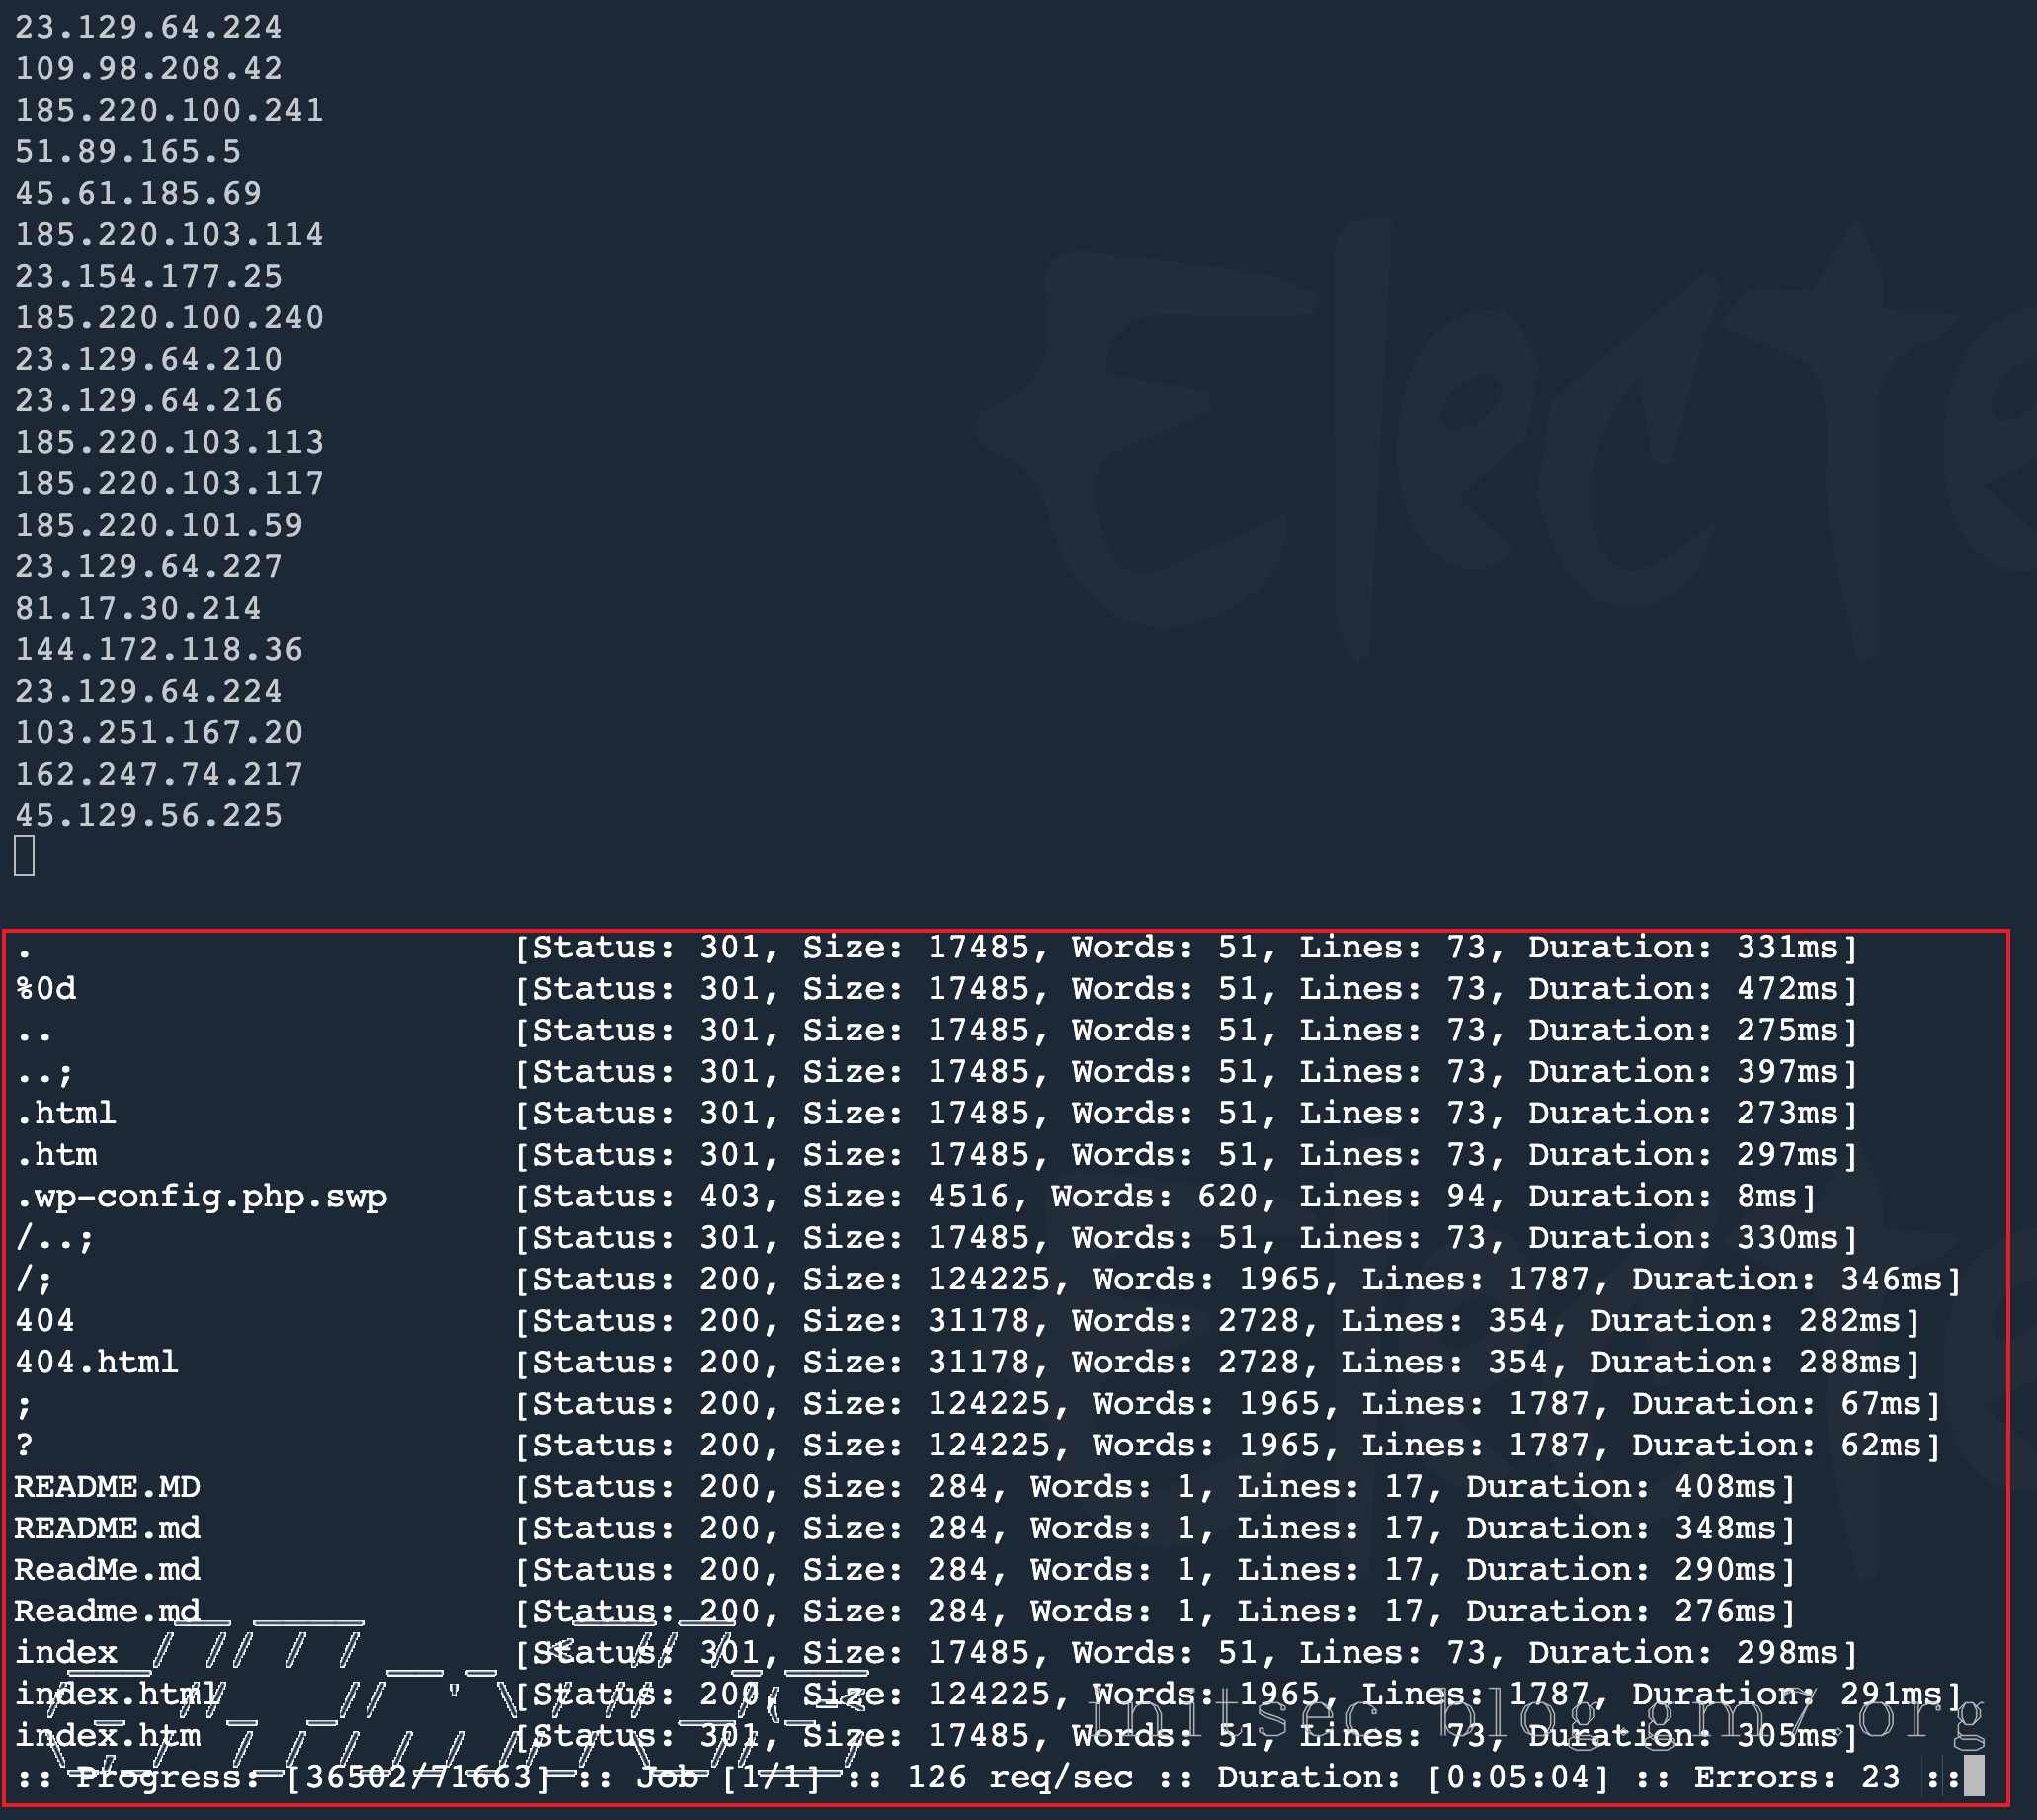 23.129.64.224
109.98.208.42
185.220.100.241
51.89.165.5
45.61.185.69
185.220.103.114
23.154.177.25
185.220.100.240
23.129.64.210
23.129.64.216
185.220.103.113
185.220.103.117
185.220.101.59
23.129.64.227
81.17.30.214
144.172.118.36
23.129.64.224
103.251.167.20
162.247.74.217
45.129.56.225
. [Status: 301, Size: 17485, Words: 51, Lines: 73, Duration: 331ms]
%0d [Status: 301, Size: 17485, Words: 51, Lines: 73, Duration: 472ms]
.. [Status: 301, Size: 17485, Words: 51, Lines: 73, Duration: 275ms]
..; [Status: 301, Size: 17485, Words: 51, Lines: 73, Duration: 397ms]
.html [Status: 301, Size: 17485, Words: 51, Lines: 73, Duration: 273ms]
.htm [Status: 301, Size: 17485, Words: 51, Lines: 73, Duration: 297ms]
.wp-config.php.swp [Status: 403, Size: 4516, Words: 620, Lines: 94, Duration: 8ms]
/..; [Status: 301, Size: 17485, Words: 51, Lines: 73, Duration: 330ms]
/; [Status: 200, Size: 124225, Words: 1965, Lines: 1787, Duration: 346ms]
404 [Status: 200, Size: 31178, Words: 2728, Lines: 354, Duration: 282ms]
404.html [Status: 200, Size: 31178, Words: 2728, Lines: 354, Duration: 288ms]
; [Status: 200, Size: 124225, Words: 1965, Lines: 1787, Duration: 67ms]
? [Status: 200, Size: 124225, Words: 1965, Lines: 1787, Duration: 62ms]
README.MD [Status: 200, Size: 284, Words: 1, Lines: 17, Duration: 408ms]
README.md [Status: 200, Size: 284, Words: 1, Lines: 17, Duration: 348ms]
ReadMe.md [Status: 200, Size: 284, Words: 1, Lines: 17, Duration: 290ms]
Readme.md [Status: 200, Size: 284, Words: 1, Lines: 17, Duration: 276ms]
index [Status: 301, Size: 17485, Words: 51, Lines: 73, Duration: 298ms]
index.html [Status: 200, Size: 124225, Words: 1965, Lines: 1787, Duration: 291ms]
index.htm [Status: 301, Size: 17485, Words: 51, Lines: 73, Duration: 305ms]
:: Progress: [36502/71663] :: Job [1/1] :: 126 req/sec :: Duration: [0:05:04] :: Errors: 23 ::
blog.gm7.org